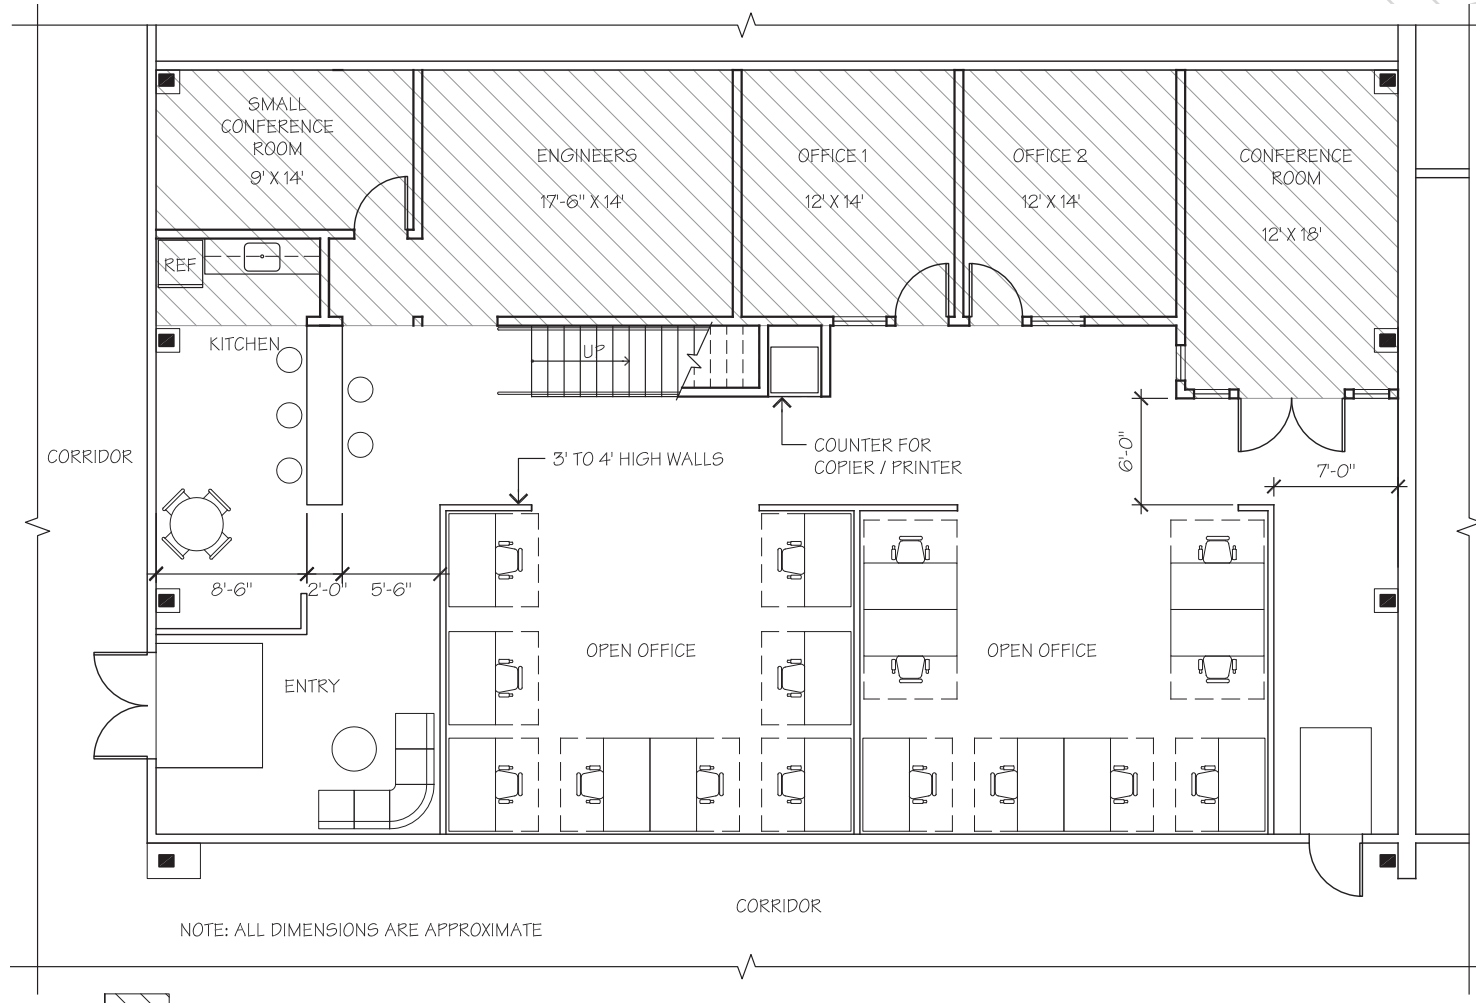 SMALL
CONFERENCE
ROOM
9' X 14'
ENGINEERS
17'-6" X 14'
OFFICE 1
12' X 14'
OFFICE 2
12' X 14'
CONFERENCE
ROOM
12' X 18'
REF
KITCHEN
UP
CORRIDOR
3' TO 4' HIGH WALLS
COUNTER FOR
COPIER / PRINTER
6'-0"
7'-0"
8'-6"
2'-0"
5'-6"
ENTRY
OPEN OFFICE
OPEN OFFICE
CORRIDOR
NOTE: ALL DIMENSIONS ARE APPROXIMATE